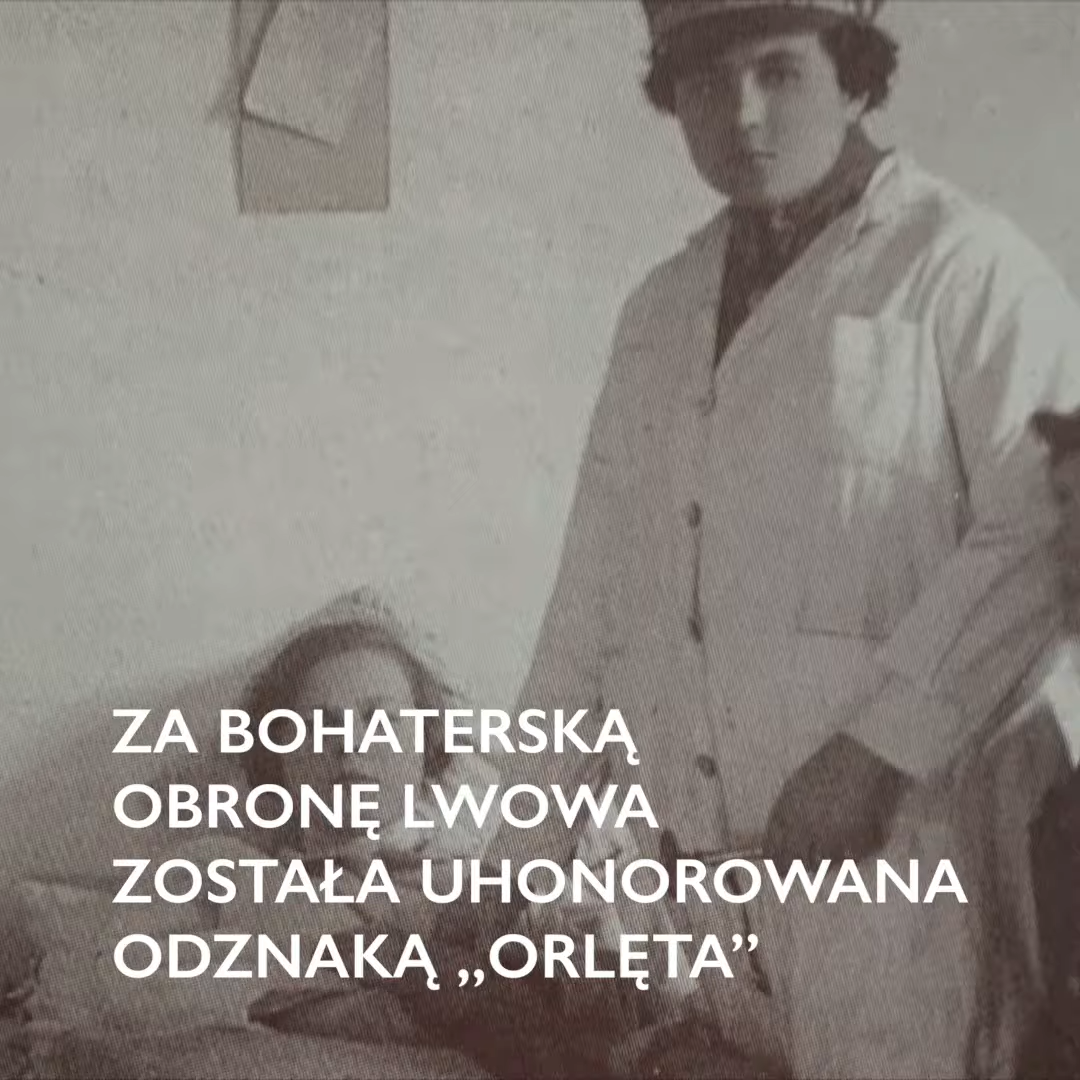 ZA BOHATERSKĄ
OBRONĘ LWOWA
ZOSTAŁA UHONOROWANA
ODZNAKĄ „ORLĘTA”